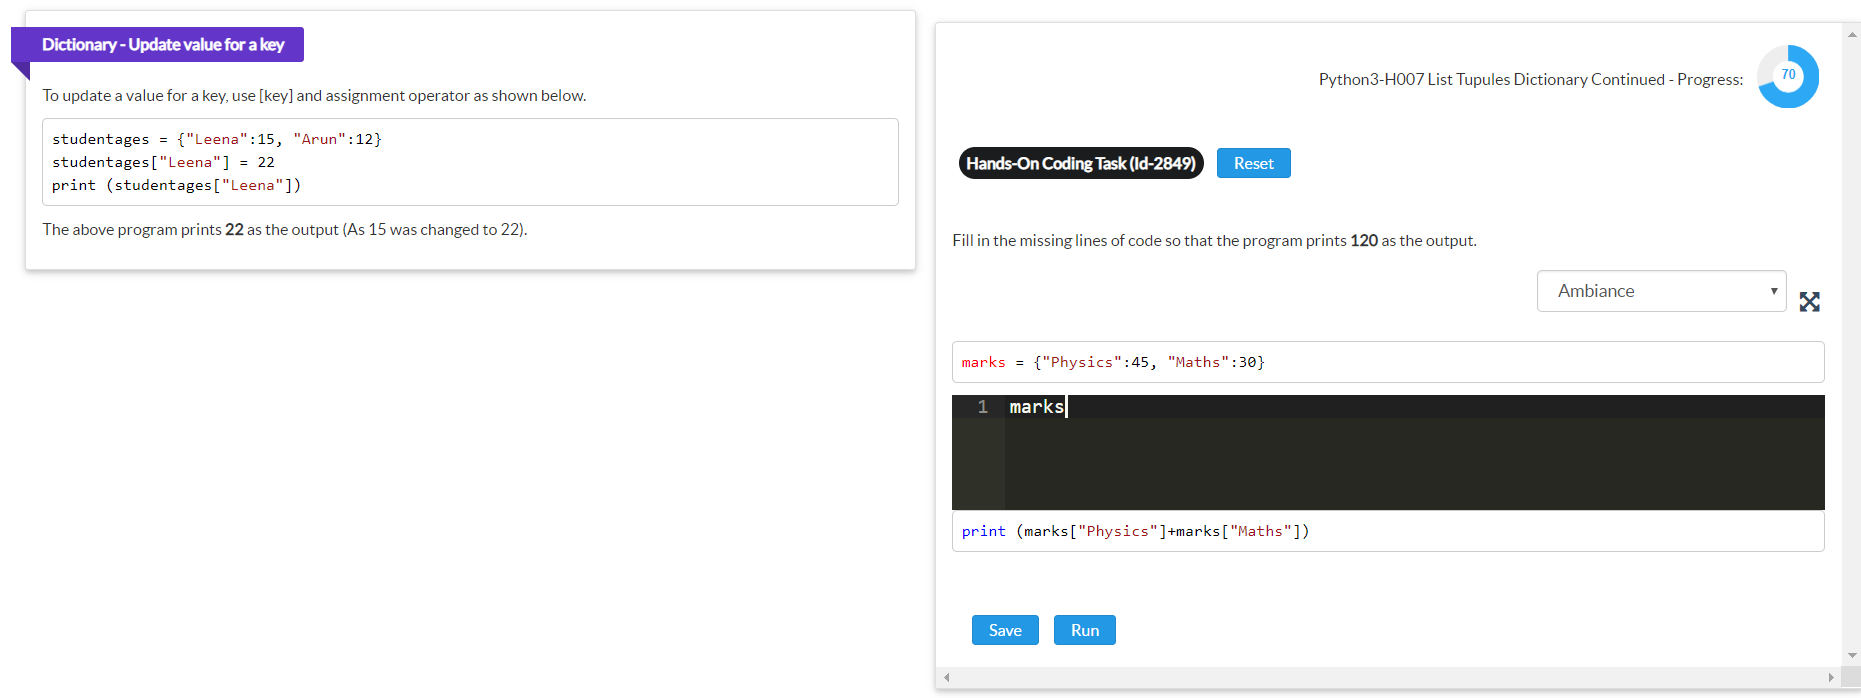 Dictionary - Update value for a key
To update a value for a key, use [key] and assignment operator as shown below.
studentages = {"Leena":15, "Arun":12}
studentages["Leena"] = 22
print (studentages["Leena"])
The above program prints 22 as the output (As 15 was changed to 22).
Python3-H007 List Tupules Dictionary Continued - Progress:
70
Hands-On Coding Task (Id-2849)
Reset
Fill in the missing lines of code so that the program prints 120 as the output.
Ambiance
marks = {"Physics":45, "Maths":30}
1 marks
print (marks["Physics"]+marks["Maths"])
Save
Run